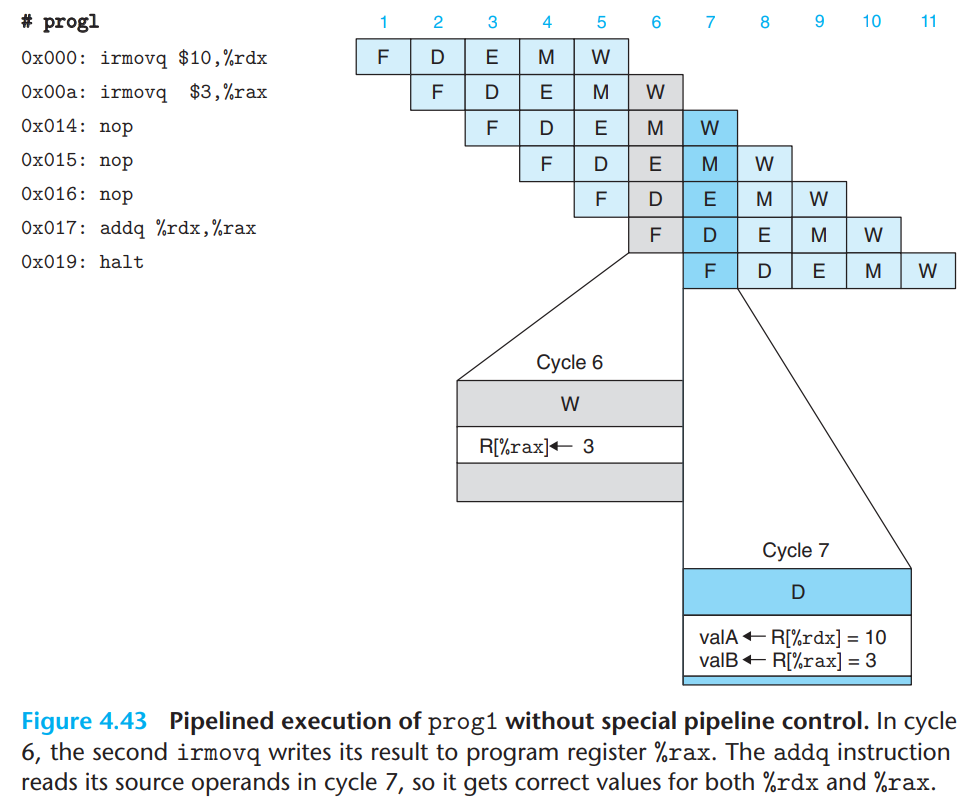 # prog1
1 2 3 4 5 6 7 8 9 10 11
0x000: irmovq $10,%rdx F D E M W
0x00a: irmovq  $3,%rax F D E M W
0x014: nop F D E M W
0x015: nop F D E M W
0x016: nop F D E M W
0x017: addq %rdx,%rax F D E M W
0x019: halt F D E M W
Cycle 6
W
R[%rax]← 3
Cycle 7
D
valA ← R[%rdx] = 10
valB ← R[%rax] = 3
Figure 4.43 Pipelined execution of prog1 without special pipeline control. In cycle
6, the second irmovq writes its result to program register %rax. The addq instruction
reads its source operands in cycle 7, so it gets correct values for both %rdx and %rax.